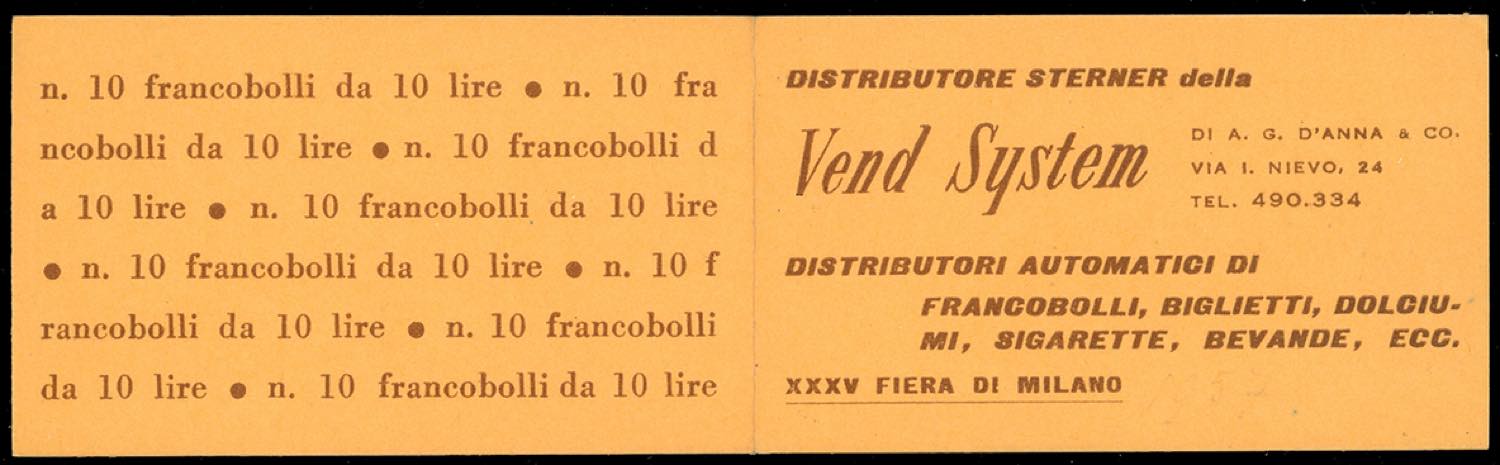 n. 10 francobolli da 10 lire ● n. 10 fra
ncobolli da 10 lire ● n. 10 francobolli d
a 10 lire ● n. 10 francobolli da 10 lire
● n. 10 francobolli da 10 lire ● n. 10 f
rancobolli da 10 lire ● n. 10 francobolli
da 10 lire ● n. 10 francobolli da 10 lire
DISTRIBUTORE STERNER della
Vend System
DI A. G. D'ANNA & CO.
VIA I. NIEVO, 24
TEL. 490.334
DISTRIBUTORI AUTOMATICI DI
FRANCOBOLLI, BIGLIETTI, DOLCIU-
MI, SIGARETTE, BEVANDE, ECC.
XXXV FIERA DI MILANO